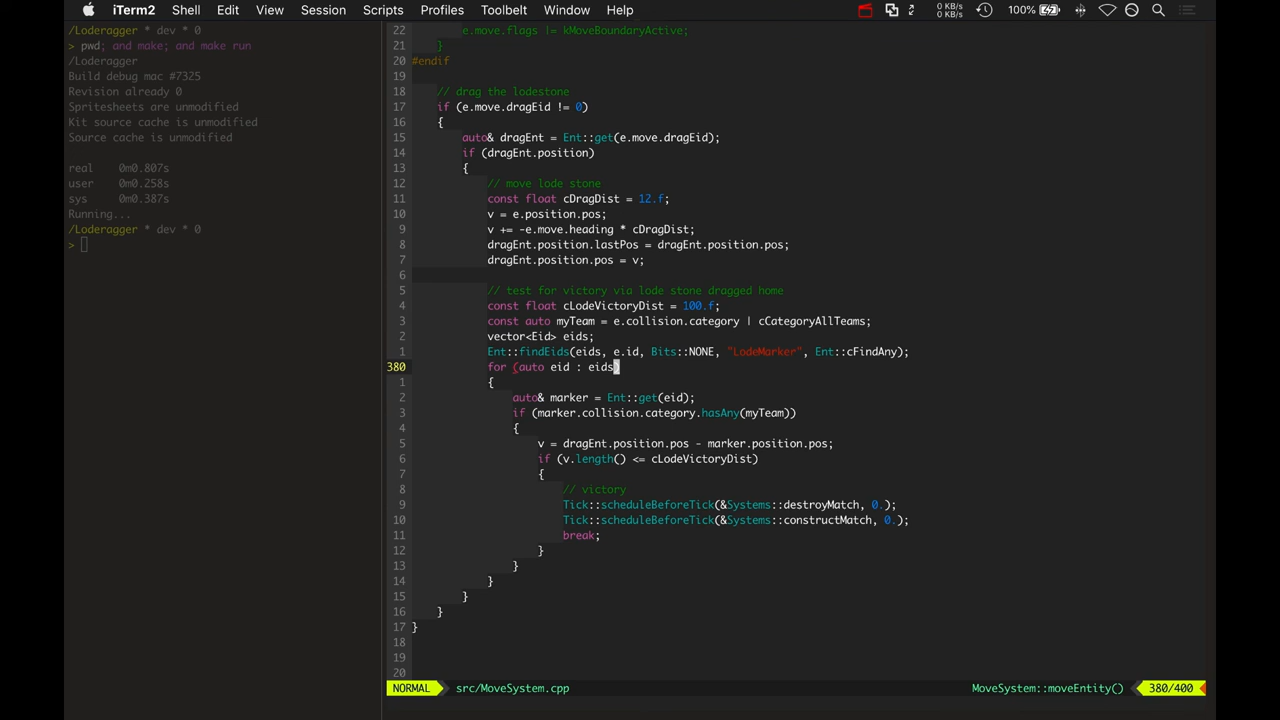 iTerm2 Shell Edit View Session Scripts Profiles Toolbelt Window Help 0 KB/s 0 KB/s 100%
/Loderagger * dev * 0
> pwd; and make; and make run
/Loderagger
Build debug mac #7325
Revision already 0
Spritesheets are unmodified
Kit source cache is unmodified
Source cache is unmodified
real 0m0.807s
user 0m0.258s
sys 0m0.387s
Running...
/Loderagger * dev * 0
>
22 e.move.flags != kMoveBoundaryActive;
21 }
20 #endif
19
18 // drag the lodestone
17 if (e.move.dragEid != 0)
16 {
15 auto& dragEnt = Ent::get(e.move.dragEid);
14 if (dragEnt.position)
13 {
12 // move lode stone
11 const float cDragDist = 12.f;
10 v = e.position.pos;
9 v += -e.move.heading * cDragDist;
8 dragEnt.position.lastPos = dragEnt.position.pos;
7 dragEnt.position.pos = v;
6
5 // test for victory via lode stone dragged home
4 const float cLodeVictoryDist = 100.f;
3 const auto myTeam = e.collision.category | cCategoryAllTeams;
2 vector<Eid> eids;
1 Ent::findEids(eids, e.id, Bits::NONE, "LodeMarker", Ent::cFindAny);
380 for (auto eid : eids)
1 {
2 auto& marker = Ent::get(eid);
3 if (marker.collision.category.hasAny(myTeam))
4 {
5 v = dragEnt.position.pos - marker.position.pos;
6 if (v.length() <= cLodeVictoryDist)
7 {
8 // victory
9 Tick::scheduleBeforeTick(&Systems::destroyMatch, 0.);
10 Tick::scheduleBeforeTick(&Systems::constructMatch, 0.);
11 break;
12 }
13 }
14 }
15 }
16 }
17 }
18
19
20
NORMAL src/MoveSystem.cpp MoveSystem::moveEntity() 380/400